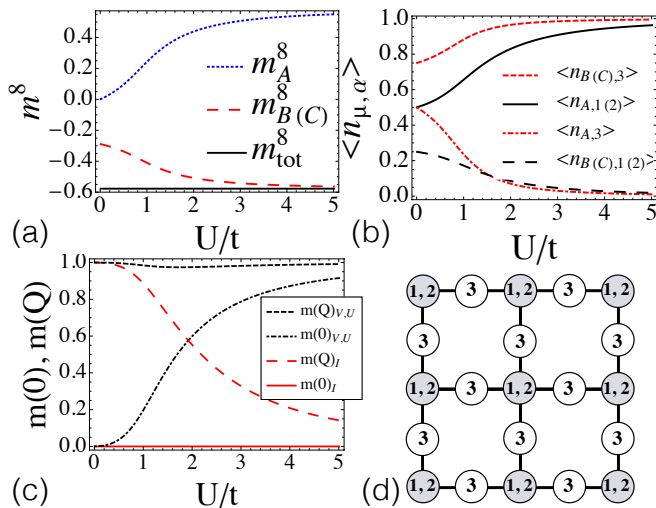 0.4
0.2
0.0
−0.2
−0.4
−0.6
0 1 2 3 4 5
m⁸
m⁸_A
m⁸_B(C)
m⁸_tot
U/t
(a)
1.0
0.8
0.6
0.4
0.2
0.0
0 1 2 3 4 5
<n_μ,α>
<n_B(C),3>
<n_A,1(2)>
<n_A,3>
<n_B(C),1(2)>
U/t
(b)
1.0
0.8
0.6
0.4
0.2
0.0
0 1 2 3 4 5
m(0), m(Q)
m(Q)_V,U
m(0)_V,U
m(Q)_I
m(0)_I
U/t
(c)
1, 2 3 1, 2 3 1, 2
3 3 3
1, 2 3 1, 2 3 1, 2
3 3 3
1, 2 3 1, 2 3 1, 2
(d)